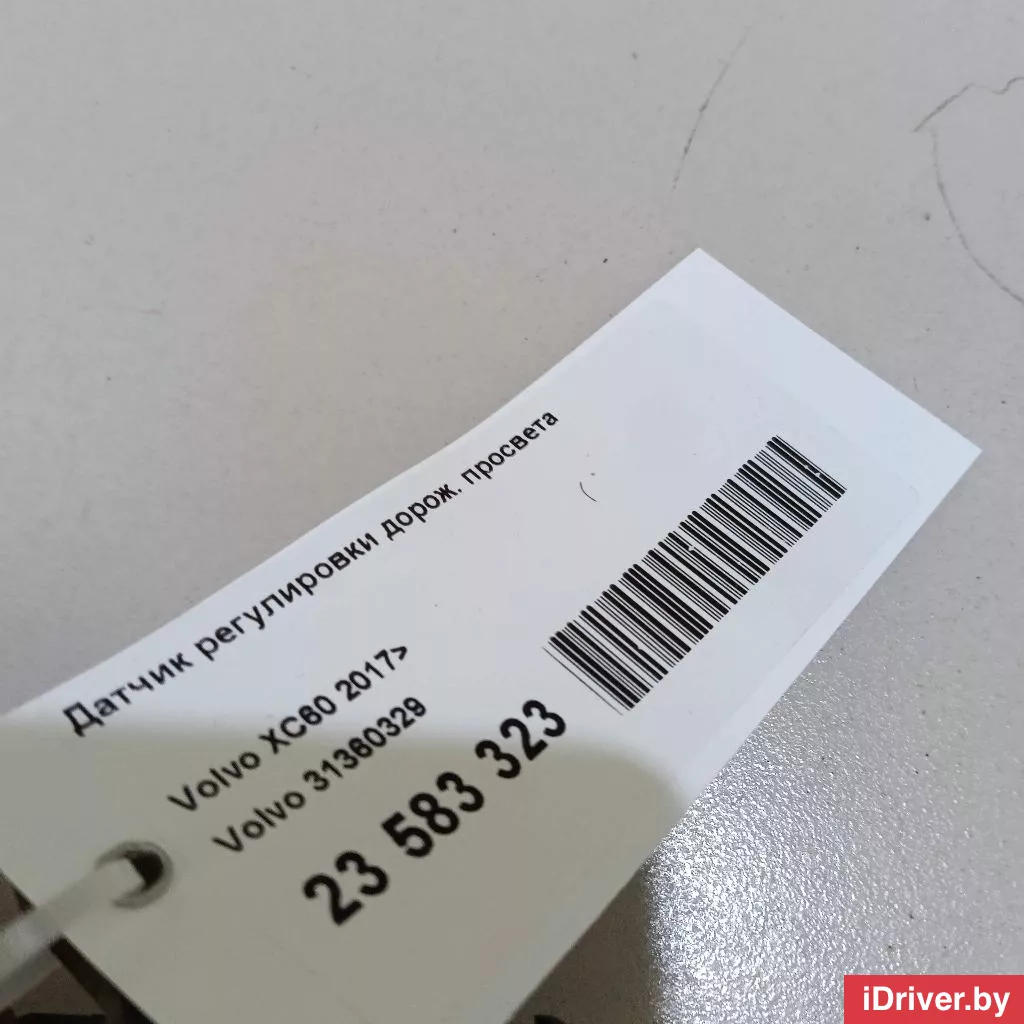 Датчик регулировки дорож. просвета
Volvo XC60 2017>
Volvo 31360329
23 583 323
iDriver.by